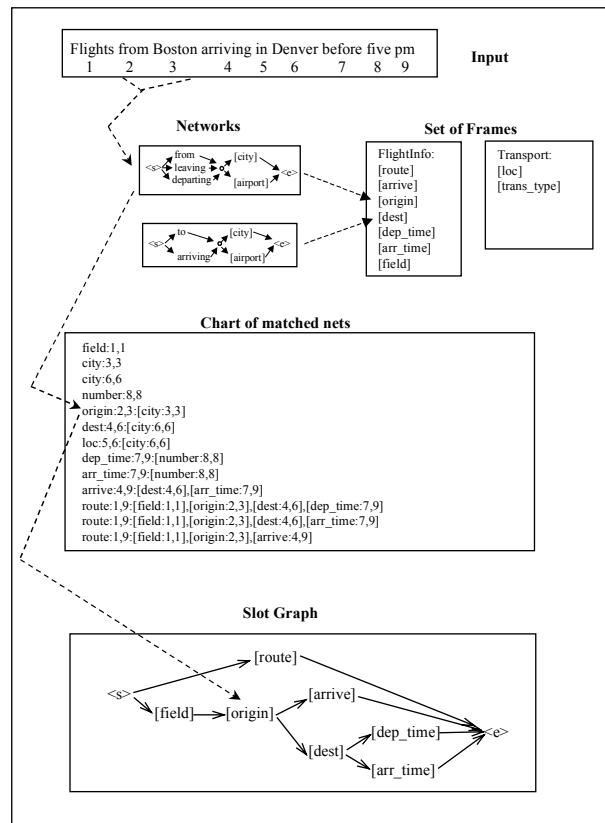 Flights from Boston arriving in Denver before five pm
1 2 3 4 5 6 7 8 9
Input
Networks
Set of Frames
from
<s> leaving
departing
[city]
[airport]
<e>
to
<s>
arriving
[city]
[airport]
<e>
FlightInfo:
[route]
[arrive]
[origin]
[dest]
[dep_time]
[arr_time]
[field]
Transport:
[loc]
[trans_type]
Chart of matched nets
field:1,1
city:3,3
city:6,6
number:8,8
origin:2,3:[city:3,3]
dest:4,6:[city:6,6]
loc:5,6:[city:6,6]
dep_time:7,9:[number:8,8]
arr_time:7,9:[number:8,8]
arrive:4,9:[dest:4,6],[arr_time:7,9]
route:1,9:[field:1,1],[origin:2,3],[dest:4,6],[dep_time:7,9]
route:1,9:[field:1,1],[origin:2,3],[dest:4,6],[arr_time:7,9]
route:1,9:[field:1,1],[origin:2,3],[arrive:4,9]
Slot Graph
[route]
<s>
[field] [origin] [arrive]
[dep_time] <e>
[dest]
[arr_time]